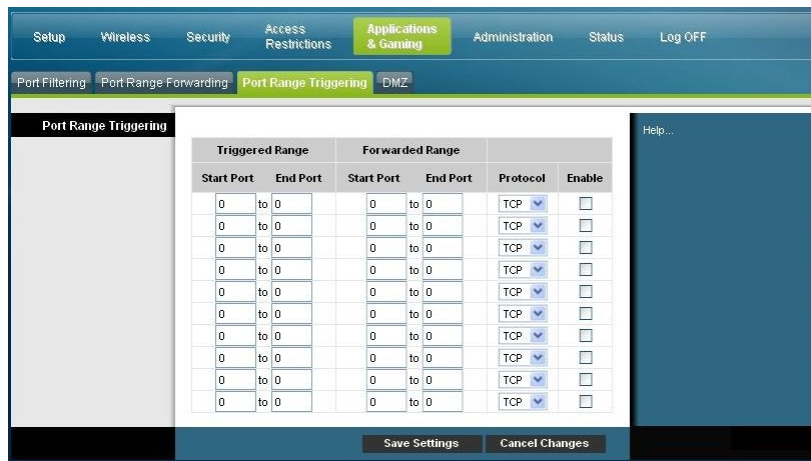 Setup Wireless Security Access Restrictions Applications & Gaming Administration Status Log OFF
Port Filtering Port Range Forwarding Port Range Triggering DMZ
Port Range Triggering
Help...
Triggered Range Forwarded Range
Start Port End Port Start Port End Port Protocol Enable
0 to 0 0 to 0 TCP
0 to 0 0 to 0 TCP
0 to 0 0 to 0 TCP
0 to 0 0 to 0 TCP
0 to 0 0 to 0 TCP
0 to 0 0 to 0 TCP
0 to 0 0 to 0 TCP
0 to 0 0 to 0 TCP
0 to 0 0 to 0 TCP
0 to 0 0 to 0 TCP
Save Settings Cancel Changes